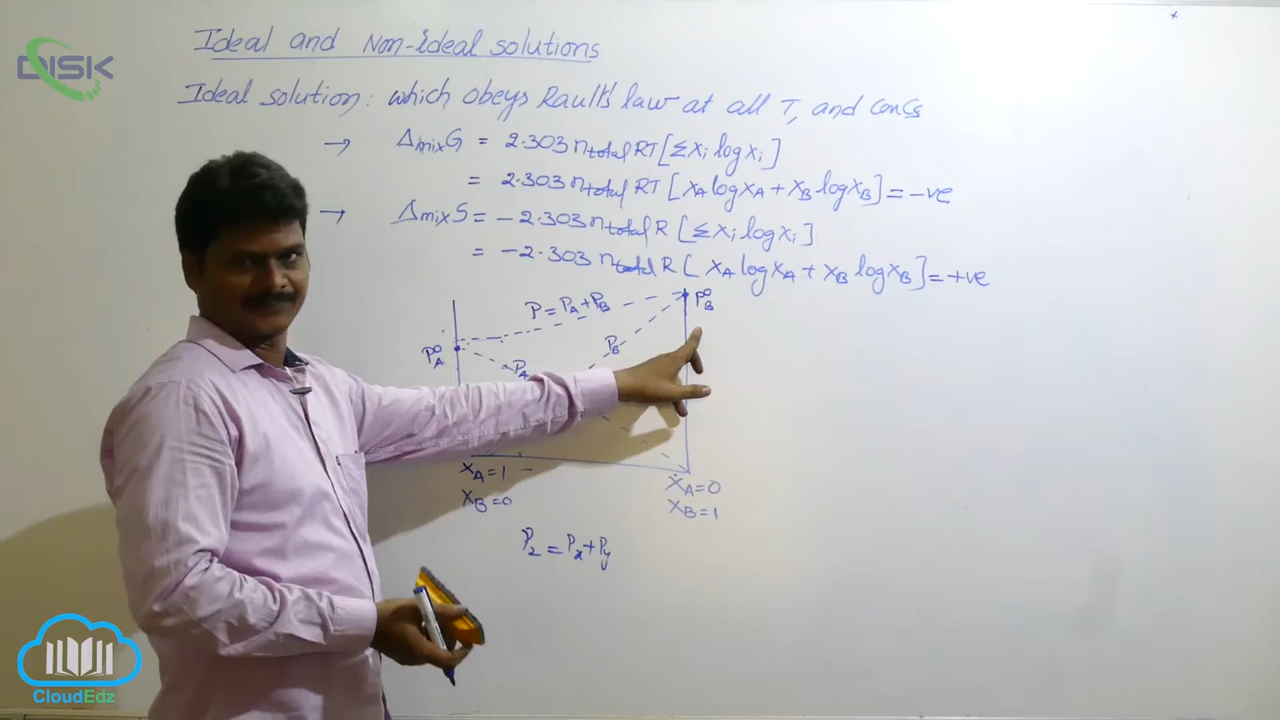 DISK
Ideal and Non-ideal solutions
Ideal solution: which obeys Rault's law at all T, and concs
→ ΔmixG = 2.303 ntotal RT [Σxi log xi]
= 2.303 ntotal RT [xA log xA + xB log xB] = -ve
→ ΔmixS = -2.303 ntotal R [Σxi log xi]
= -2.303 ntotal R [xA log xA + xB log xB] = +ve
P = PA + PB
P°B
P°A
PB
PA
XA=1
XB=0
XA=0
XB=1
Pz = Px + Py
CloudEdz